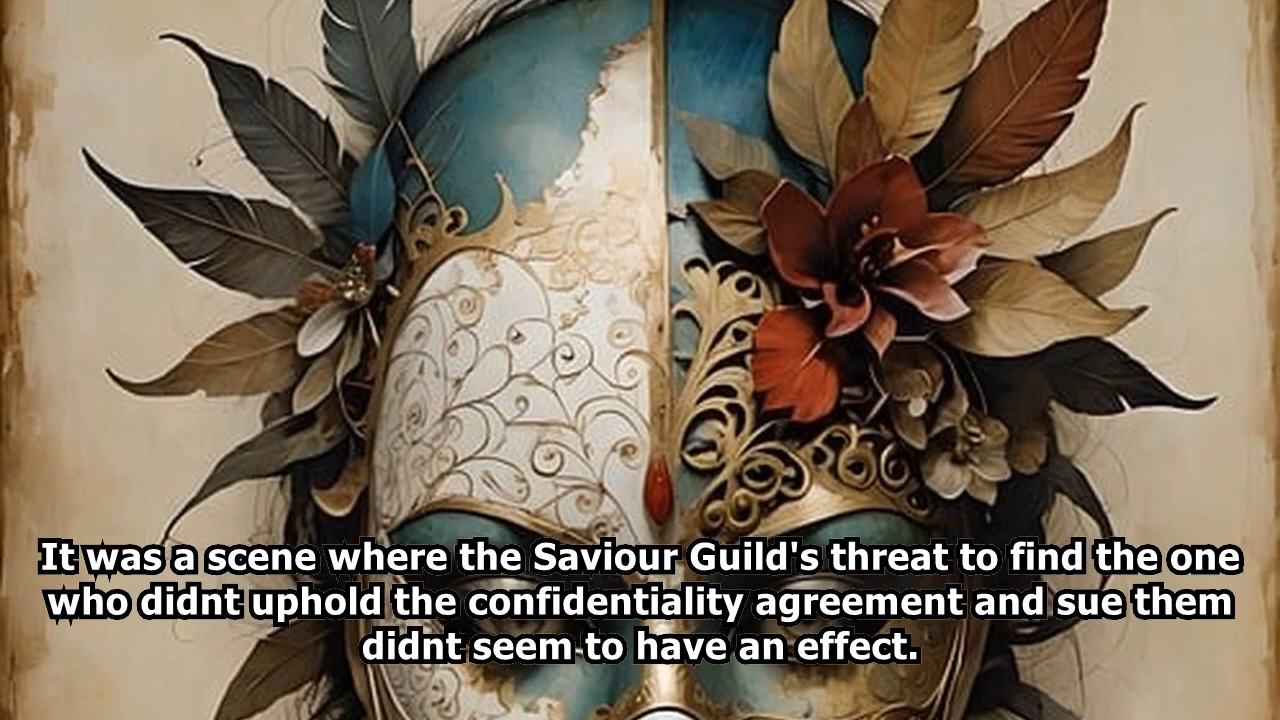 It was a scene where the Saviour Guild's threat to find the one
who didnt uphold the confidentiality agreement and sue them
didnt seem to have an effect.